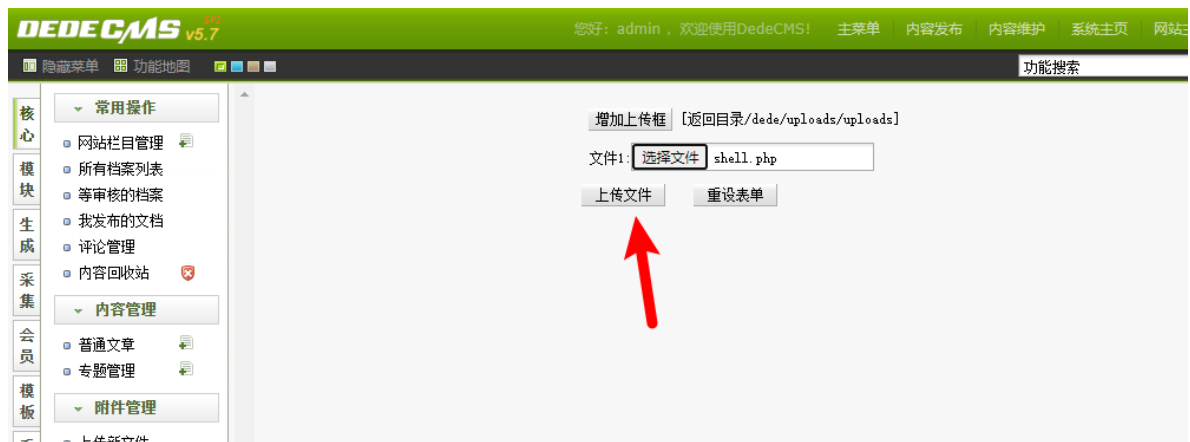 DEDECMS v5.7 SP2
您好: admin , 欢迎使用DedeCMS! 主菜单 内容发布 内容维护 系统主页
隐藏菜单 功能地图 功能搜索
核心
模块
生成
采集
会员
模板
常用操作
网站栏目管理
所有档案列表
等审核的档案
我发布的文档
评论管理
内容回收站
内容管理
普通文章
专题管理
附件管理
上传新文件
增加上传框 [返回目录/dede/uploads/uploads]
文件1: 选择文件 shell.php
上传文件 重设表单